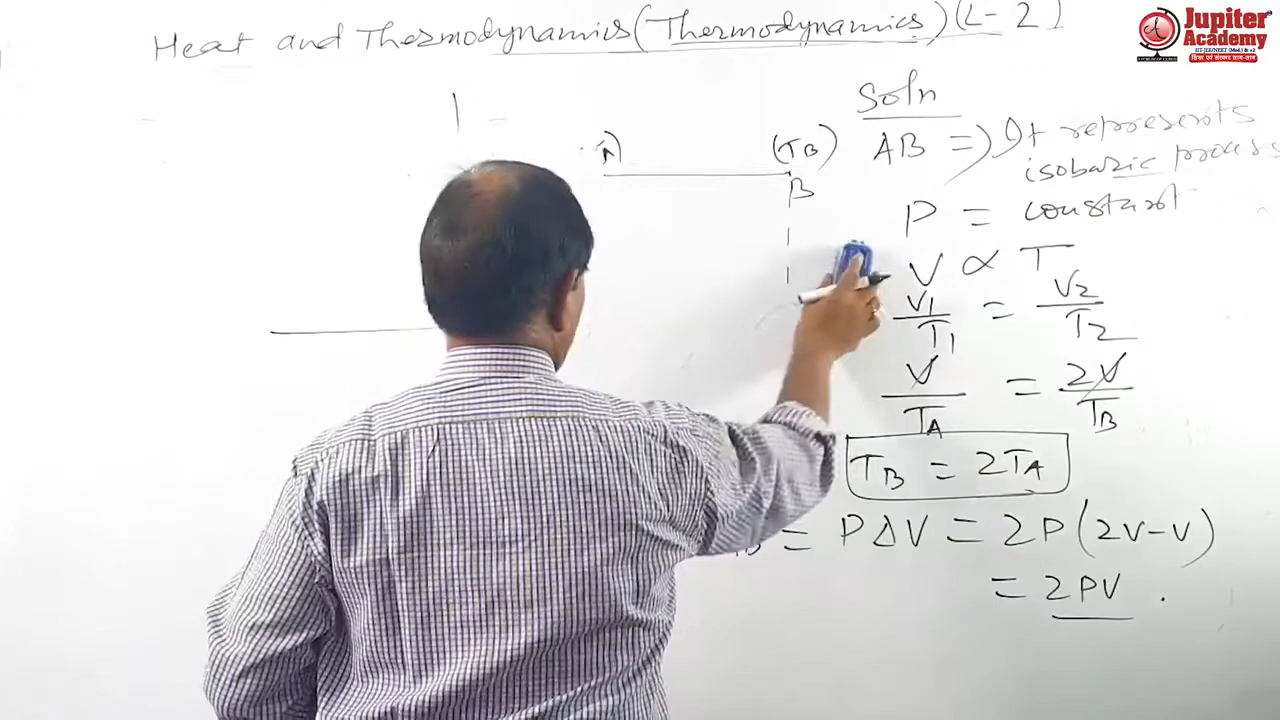 Heat and Thermodynamics (Thermodynamics) (L-2)
Jupiter
Academy
Soln
AB => It represents
isobaric process
(TB)
B
P = constant
V ∝ T
V1/T1 = V2/T2
V/TA = 2V/TB
TB = 2TA
= PΔV = 2P(2V-V)
= 2PV.